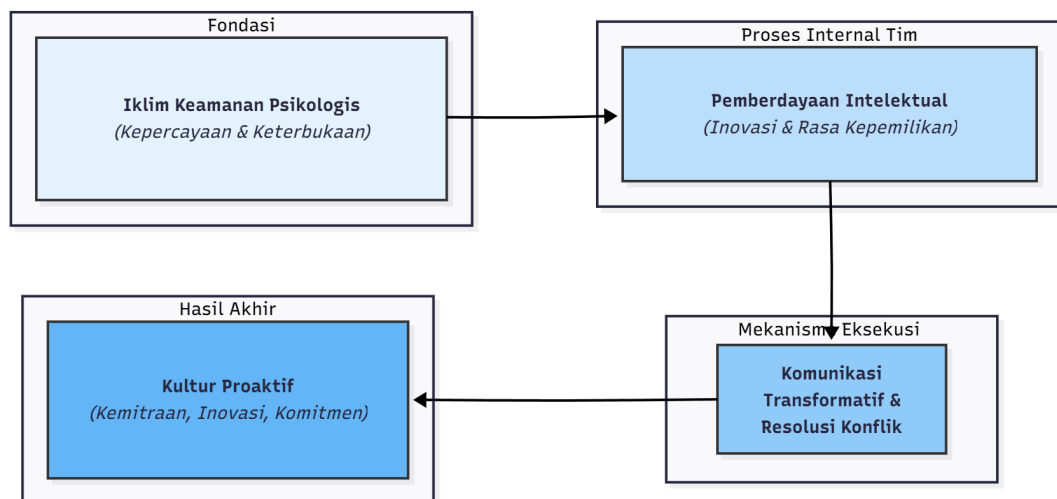 Fondasi
Iklim Keamanan Psikologis
(Kepercayaan & Keterbukaan)
Proses Internal Tim
Pemberdayaan Intelektual
(Inovasi & Rasa Kepemilikan)
Mekanisme Eksekusi
Komunikasi
Transformatif &
Resolusi Konflik
Hasil Akhir
Kultur Proaktif
(Kemitraan, Inovasi, Komitmen)